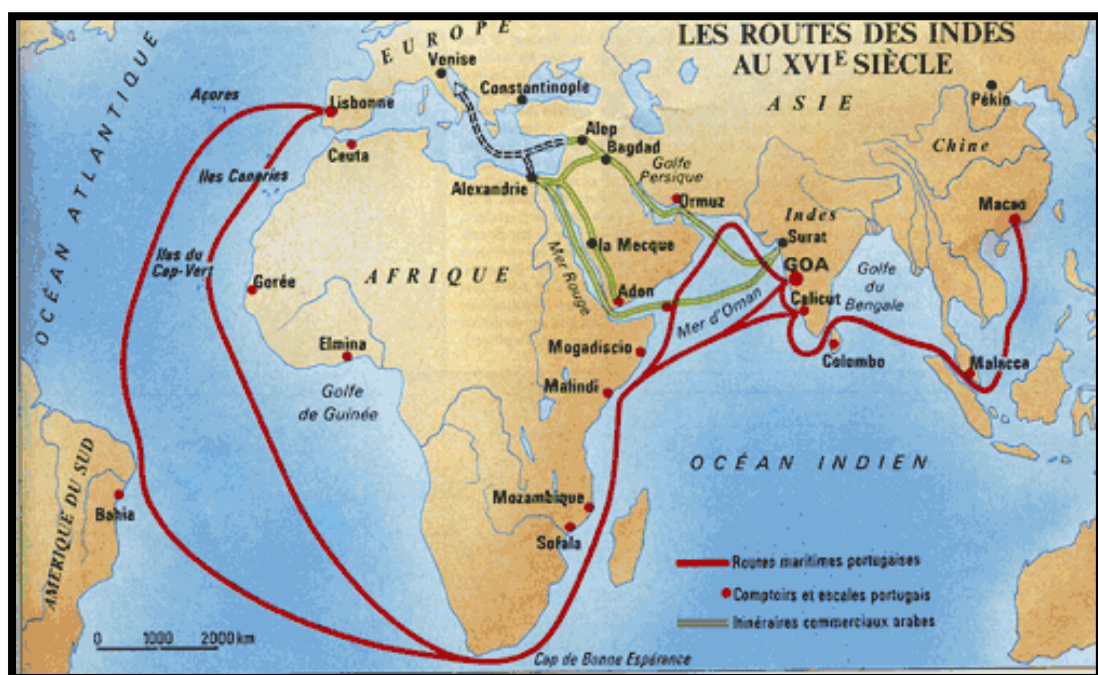 LES ROUTES DES INDES
AU XVIE SIÈCLE
EUROPE
Venise
Constantinople
ASIE
Pékin
Açores
Lisbonne
Ceuta
Alep
Bagdad
Golfe
Persique
Chine
OCÉAN ATLANTIQUE
Iles Canaries
Alexandrie
Ormuz
Indes
Macao
Surat
la Mecque
Ilas du
Cap-Vert
AFRIQUE
Mer Rouge
GOA
Golfe
du
Bengale
Gorée
Adon
Mer d'Oman
Calicut
Elmina
Mogadiscio
Colombo
Malacca
Golfe
de Guinée
Malindi
OCÉAN INDIEN
AMÉRIQUE DU SUD
Bahia
Mozambique
Sofala
Routes maritimes portugaises
Comptoirs et escales portugais
Itinéraires commerciaux arabes
0 1000 2000 km
Cap de Bonne Espérance